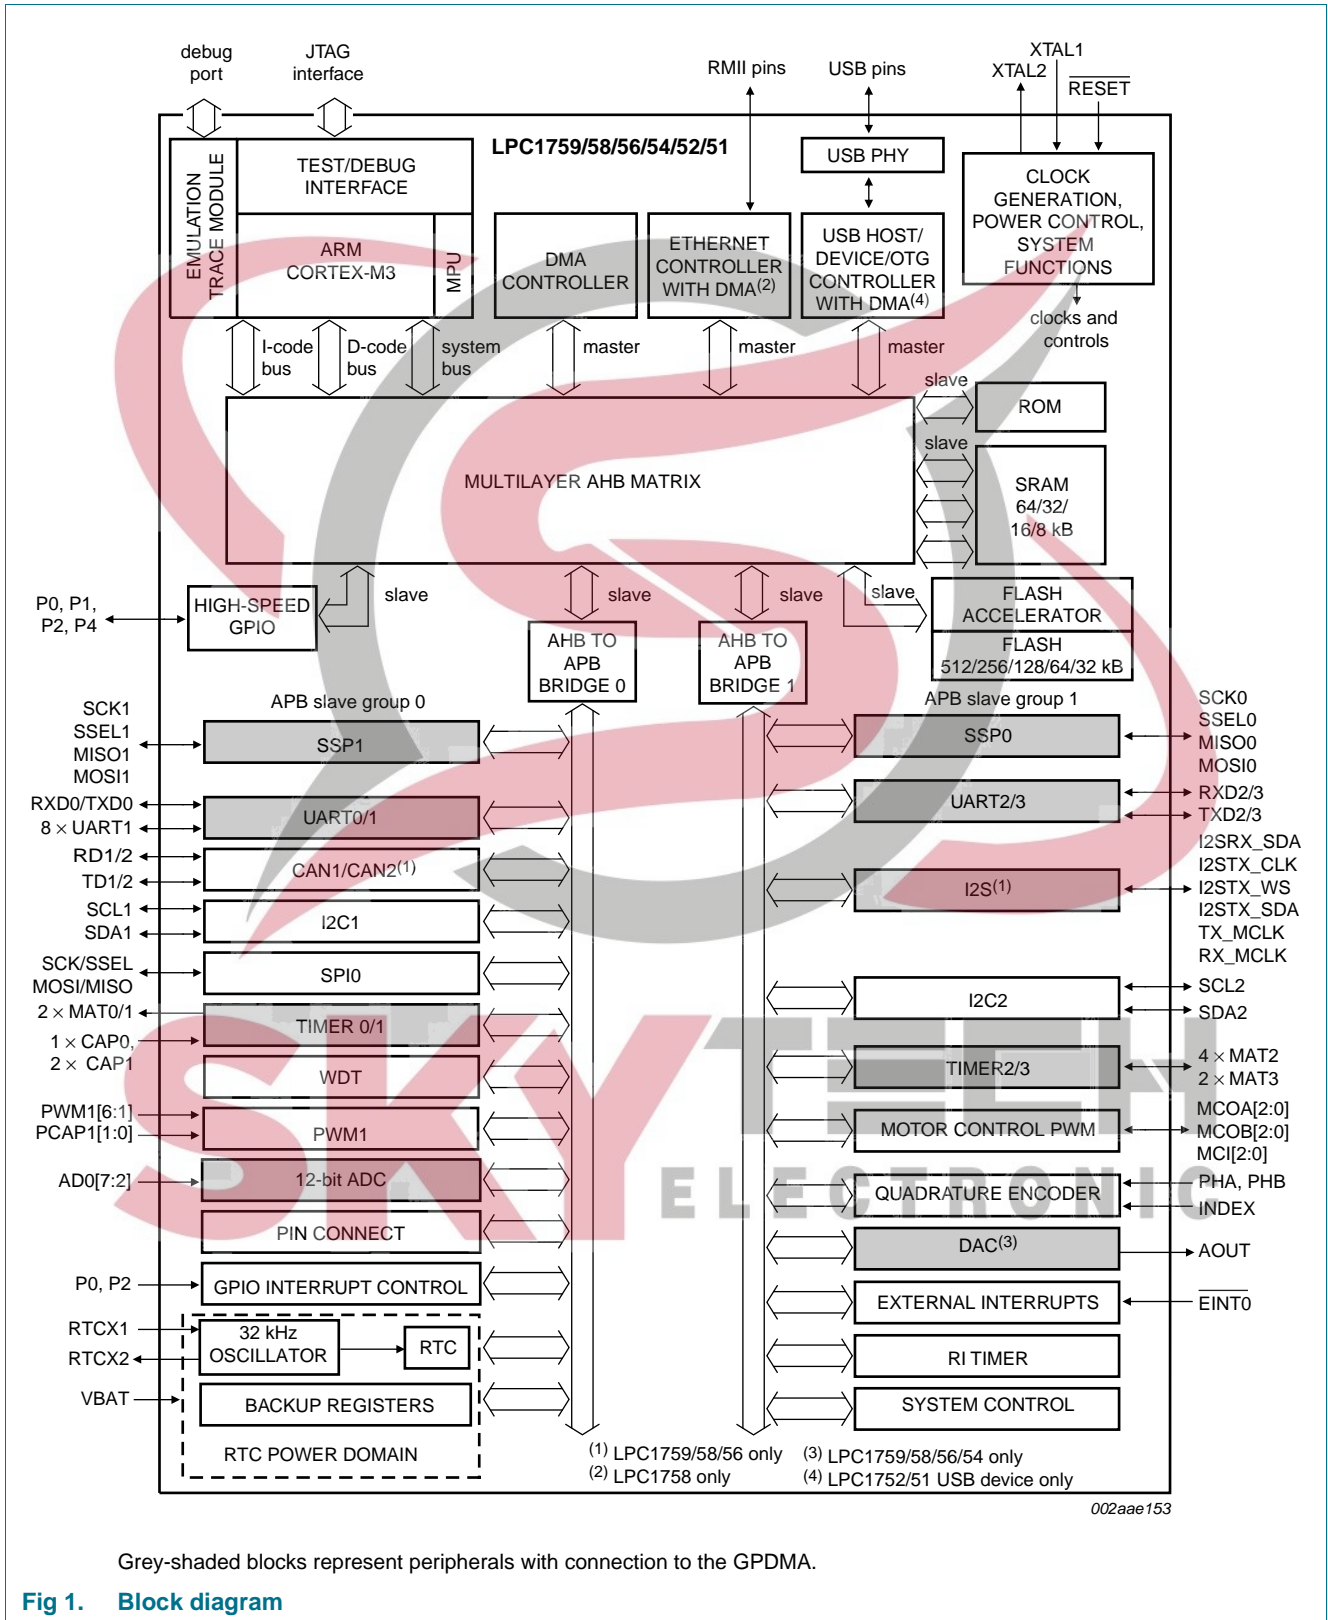 debug
port
JTAG
interface
RMII pins
USB pins
XTAL1
XTAL2
RESET
LPC1759/58/56/54/52/51
EMULATION
TRACE MODULE
TEST/DEBUG
INTERFACE
ARM
CORTEX-M3
MPU
DMA
CONTROLLER
ETHERNET
CONTROLLER
WITH DMA(2)
USB PHY
USB HOST/
DEVICE/OTG
CONTROLLER
WITH DMA(4)
CLOCK
GENERATION,
POWER CONTROL,
SYSTEM
FUNCTIONS
clocks and
controls
I-code
bus
D-code
bus
system
bus
master
master
master
MULTILAYER AHB MATRIX
slave
ROM
slave
SRAM
64/32/
16/8 kB
P0, P1,
P2, P4
HIGH-SPEED
GPIO
slave
slave
slave
slave
FLASH
ACCELERATOR
FLASH
512/256/128/64/32 kB
AHB TO
APB
BRIDGE 0
AHB TO
APB
BRIDGE 1
APB slave group 0
SCK1
SSEL1
MISO1
MOSI1
SSP1
RXD0/TXD0
8 × UART1
UART0/1
RD1/2
TD1/2
CAN1/CAN2(1)
SCL1
SDA1
I2C1
SCK/SSEL
MOSI/MISO
SPI0
2 × MAT0/1
1 × CAP0,
2 × CAP1
TIMER 0/1
WDT
PWM1[6:1]
PCAP1[1:0]
PWM1
AD0[7:2]
12-bit ADC
PIN CONNECT
P0, P2
GPIO INTERRUPT CONTROL
RTCX1
RTCX2
32 kHz
OSCILLATOR
RTC
VBAT
BACKUP REGISTERS
RTC POWER DOMAIN
APB slave group 1
SSP0
SCK0
SSEL0
MISO0
MOSI0
UART2/3
RXD2/3
TXD2/3
I2S(1)
I2SRX_SDA
I2STX_CLK
I2STX_WS
I2STX_SDA
TX_MCLK
RX_MCLK
I2C2
SCL2
SDA2
TIMER2/3
4 × MAT2
2 × MAT3
MOTOR CONTROL PWM
MCOA[2:0]
MCOB[2:0]
MCI[2:0]
QUADRATURE ENCODER
PHA, PHB
INDEX
DAC(3)
AOUT
EXTERNAL INTERRUPTS
EINT0
RI TIMER
SYSTEM CONTROL
SKYTECH
ELECTRONIC
(1) LPC1759/58/56 only
(2) LPC1758 only
(3) LPC1759/58/56/54 only
(4) LPC1752/51 USB device only
002aae153
Grey-shaded blocks represent peripherals with connection to the GPDMA.
Fig 1. Block diagram